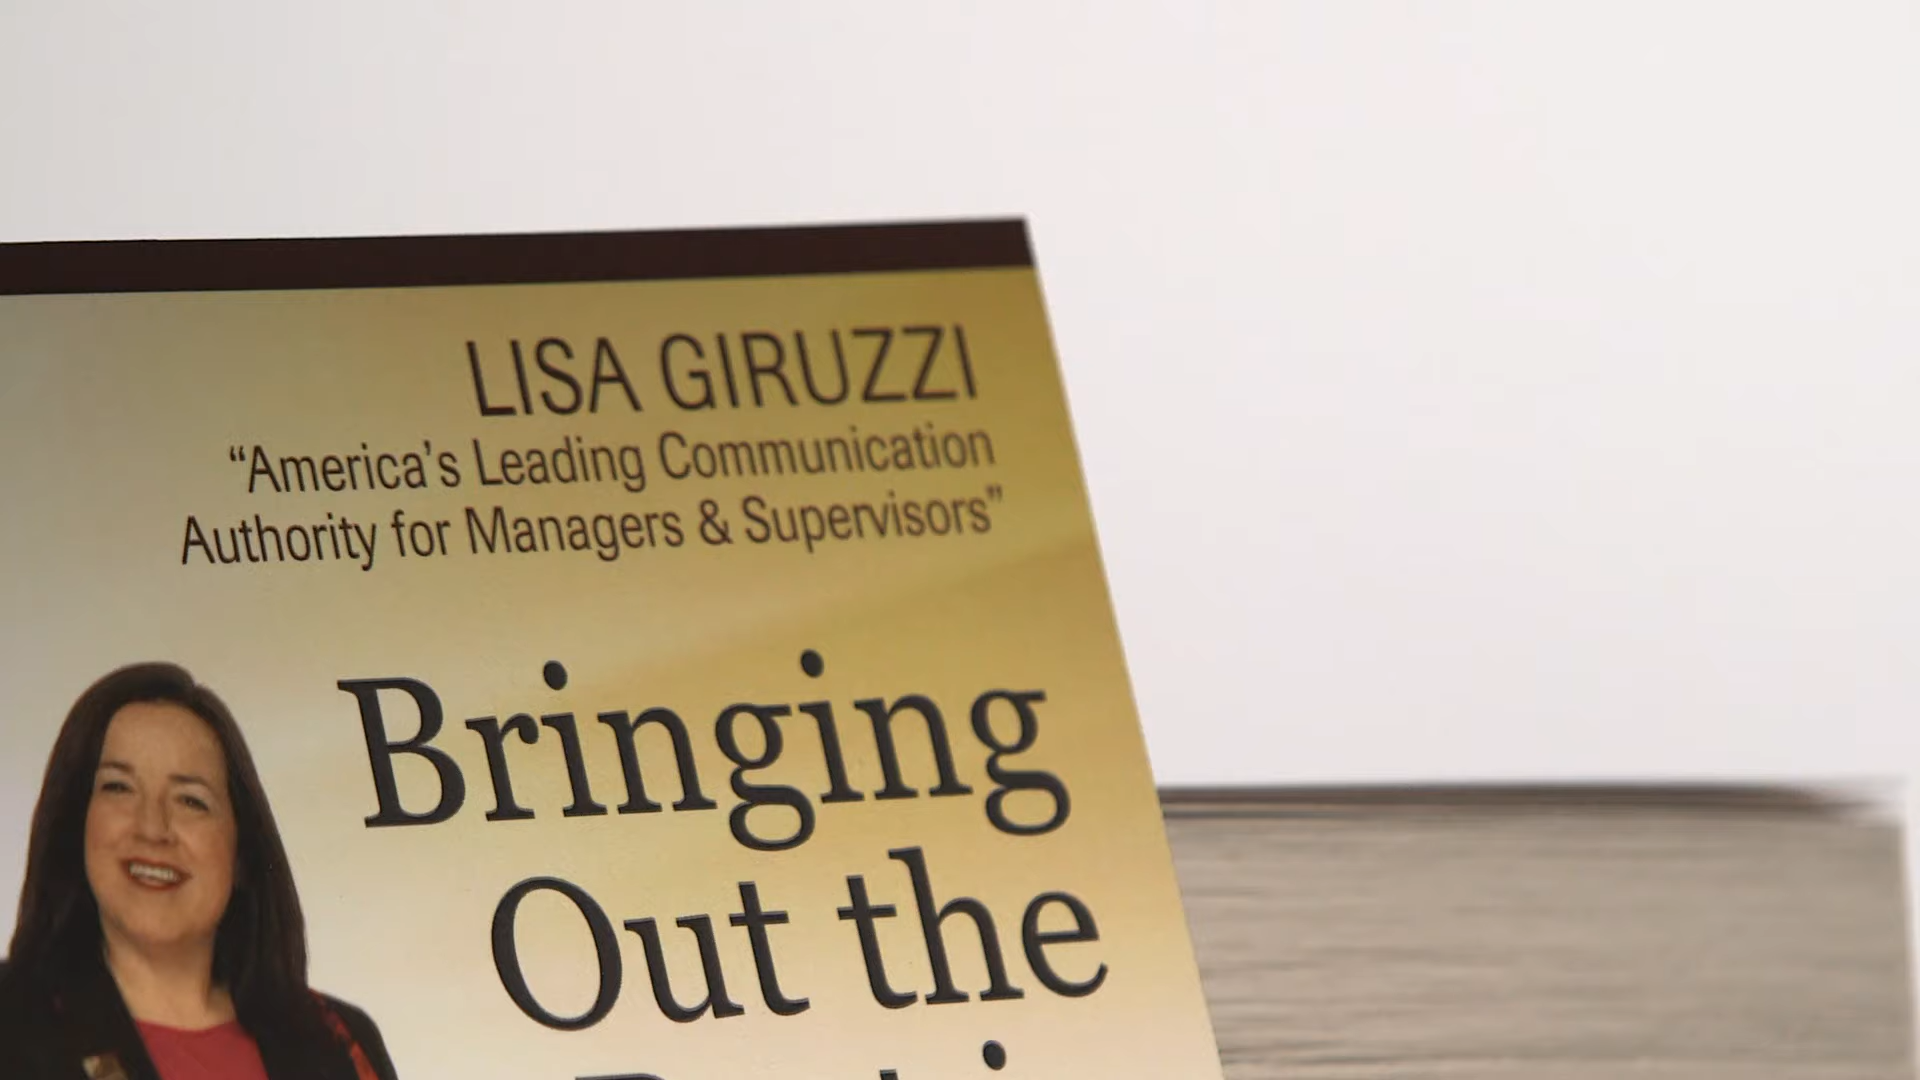 LISA GIRUZZI
“America’s Leading Communication
Authority for Managers & Supervisors”
Bringing
Out the